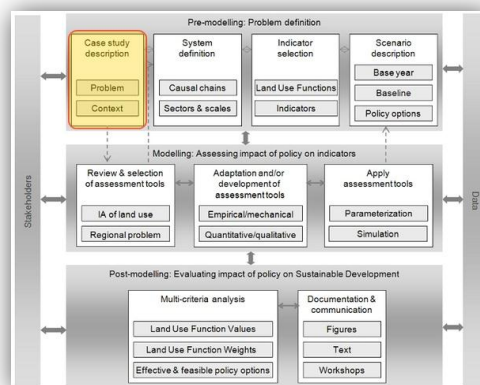 Pre-modelling: Problem definition
Case study
description
Problem
Context
System
definition
Causal chains
Sectors & scales
Indicator
selection
Land Use Functions
Indicators
Scenario
description
Base year
Baseline
Policy options
Stakeholders
Data
Modelling: Assessing impact of policy on indicators
Review & selection
of assessment tools
IA of land use
Regional problem
Adaptation and/or
development of
assessment tools
Empirical/mechanical
Quantitative/qualitative
Apply
assessment tools
Parameterization
Simulation
Post-modelling: Evaluating impact of policy on Sustainable Development
Multi-criteria analysis
Land Use Function Values
Land Use Function Weights
Effective & feasible policy options
Documentation &
communication
Figures
Text
Workshops